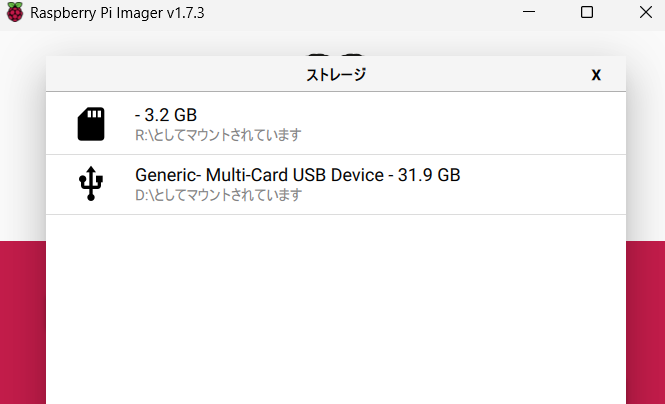 Raspberry Pi Imager v1.7.3
ストレージ X
- 3.2 GB
R:\としてマウントされています
Generic- Multi-Card USB Device - 31.9 GB
D:\としてマウントされています